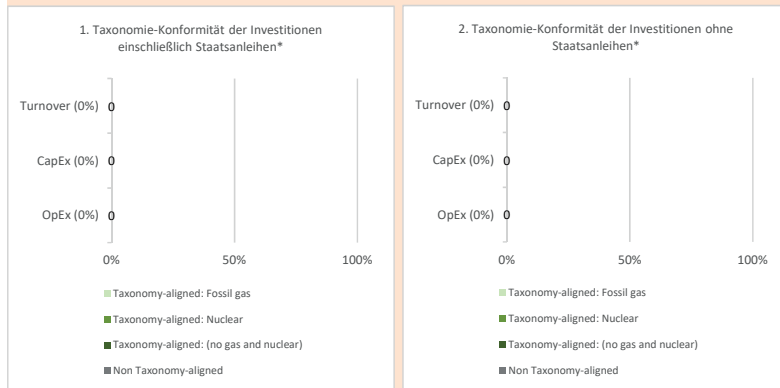 1. Taxonomie-Konformität der Investitionen
einschließlich Staatsanleihen*
Turnover (0%) 0
CapEx (0%) 0
OpEx (0%) 0
0% 50% 100%
Taxonomy-aligned: Fossil gas
Taxonomy-aligned: Nuclear
Taxonomy-aligned: (no gas and nuclear)
Non Taxonomy-aligned
2. Taxonomie-Konformität der Investitionen ohne
Staatsanleihen*
Turnover (0%) 0
CapEx (0%) 0
OpEx (0%) 0
0% 50% 100%
Taxonomy-aligned: Fossil gas
Taxonomy-aligned: Nuclear
Taxonomy-aligned: (no gas and nuclear)
Non Taxonomy-aligned